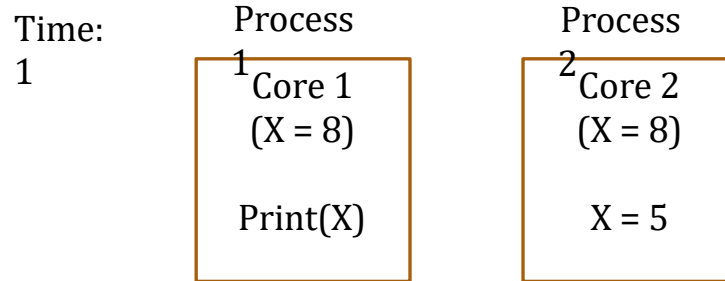 Time:
1
Process
1
Core 1
(X = 8)
Print(X)
Process
2
Core 2
(X = 8)
X = 5